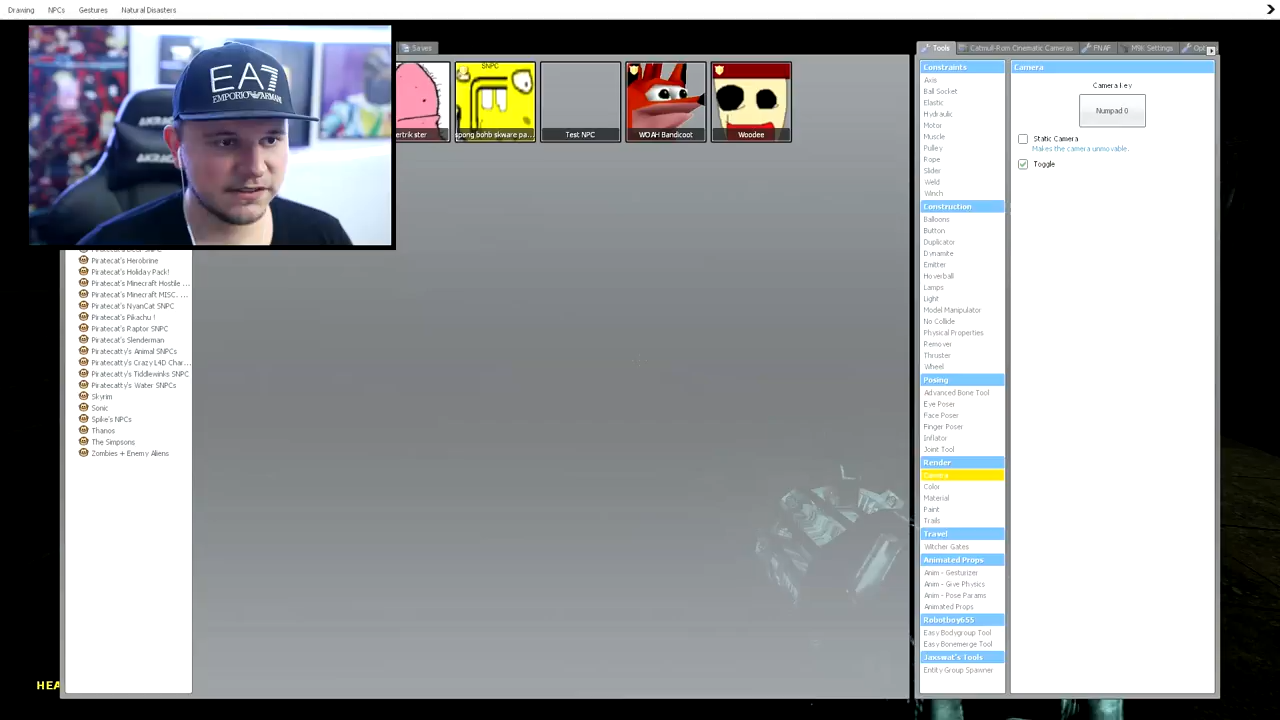 Drawing NPCs Gestures Natural Disasters
Saves
Tools Catmull-Rom Cinematic Cameras FNAF M9E Settings
EA7
EMPORIO ARMANI
SNPC
spong bohb skware pa... Test NPC WOAH Bandicoot Woodee
Piratecat's Herobrine
Piratecat's Holiday Pack!
Piratecat's Minecraft Hostile ...
Piratecat's Minecraft MISC. ...
Piratecat's NyanCat SNPC
Piratecat's Pikachu !
Piratecat's Raptor SNPC
Piratecat's Slenderman
Piratecatty's Animal SNPCs
Piratecatty's Crazy L4D Char...
Piratecatty's Tiddlewinks SNPC
Piratecatty's Water SNPCs
Skyrim
Sonic
Spike's NPCs
Thanos
The Simpsons
Zombies + Enemy Aliens
HEA
Constraints
Axis
Ball Socket
Elastic
Hydraulic
Motor
Muscle
Pulley
Rope
Slider
Weld
Winch
Construction
Balloons
Button
Duplicator
Dynamite
Emitter
Hoverball
Lamps
Light
Model Manipulator
No Collide
Physical Properties
Remover
Thruster
Wheel
Posing
Advanced Bone Tool
Eye Poser
Face Poser
Finger Poser
Inflator
Joint Tool
Render
Camera
Color
Material
Paint
Trails
Travel
Witcher Gates
Animated Props
Anim - Gesturizer
Anim - Give Physics
Anim - Pose Params
Animated Props
Robotboy655
Easy Bodygroup Tool
Easy Bonemerge Tool
Jaxswat's Tools
Entity Group Spawner
Camera
Camera Key
Numpad 0
Static Camera
Makes the camera unmovable.
Toggle